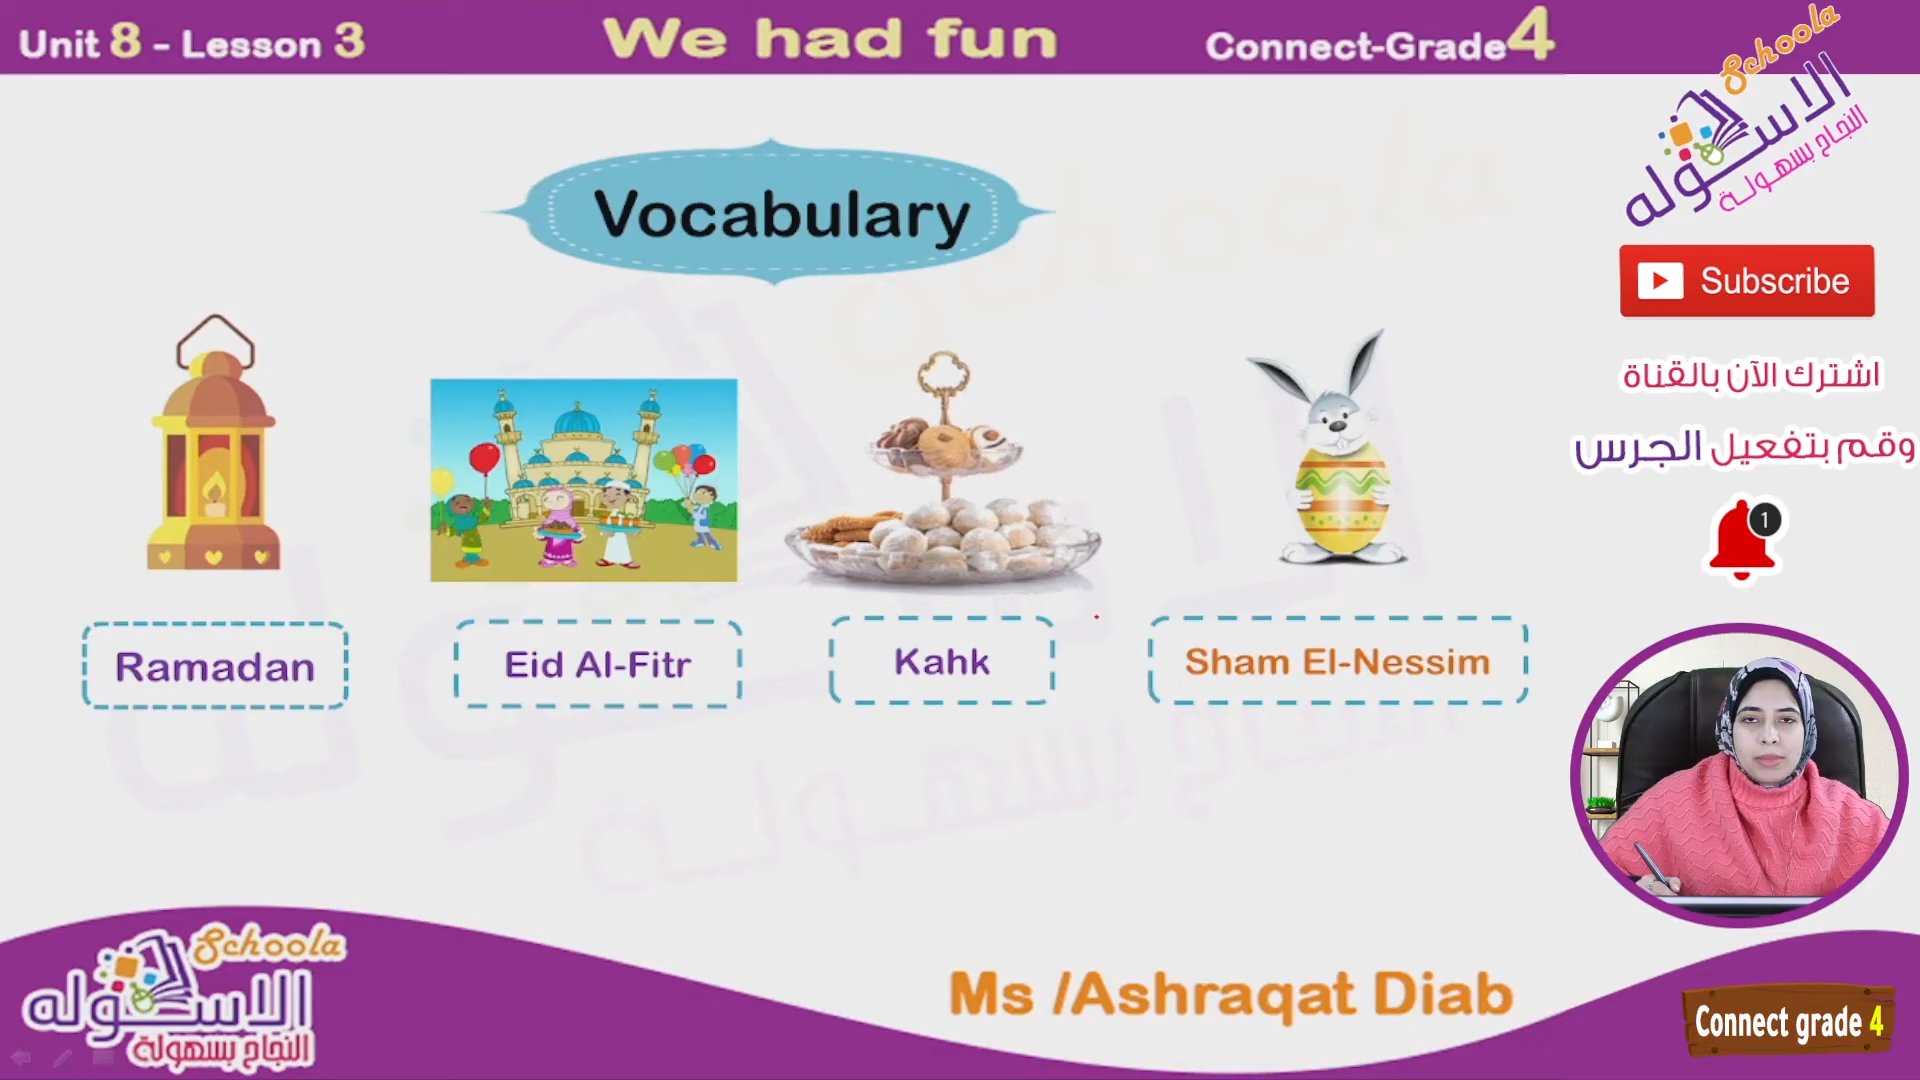 Unit 8 - Lesson 3
We had fun
Connect-Grade4
Schoola
الاسكوله
النجاح بسهولة
Vocabulary
Subscribe
اشترك الآن بالقناة
وقم بتفعيل الجرس
1
Ramadan
Eid Al-Fitr
Kahk
Sham El-Nessim
Schoola
الاسكوله
النجاح بسهولة
Ms /Ashraqat Diab
Connect grade 4